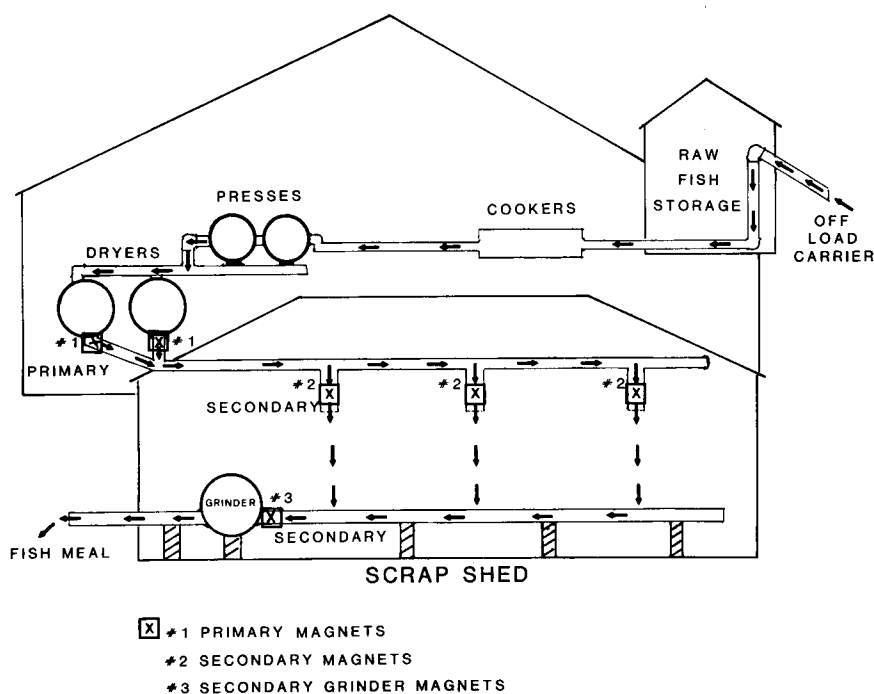 RAW
FISH
STORAGE
OFF
LOAD
CARRIER
PRESSES
COOKERS
DRYERS
#1
#1
PRIMARY
#2
#2
#2
SECONDARY
GRINDER
#3
SECONDARY
FISH MEAL
SCRAP SHED
X #1 PRIMARY MAGNETS
#2 SECONDARY MAGNETS
#3 SECONDARY GRINDER MAGNETS